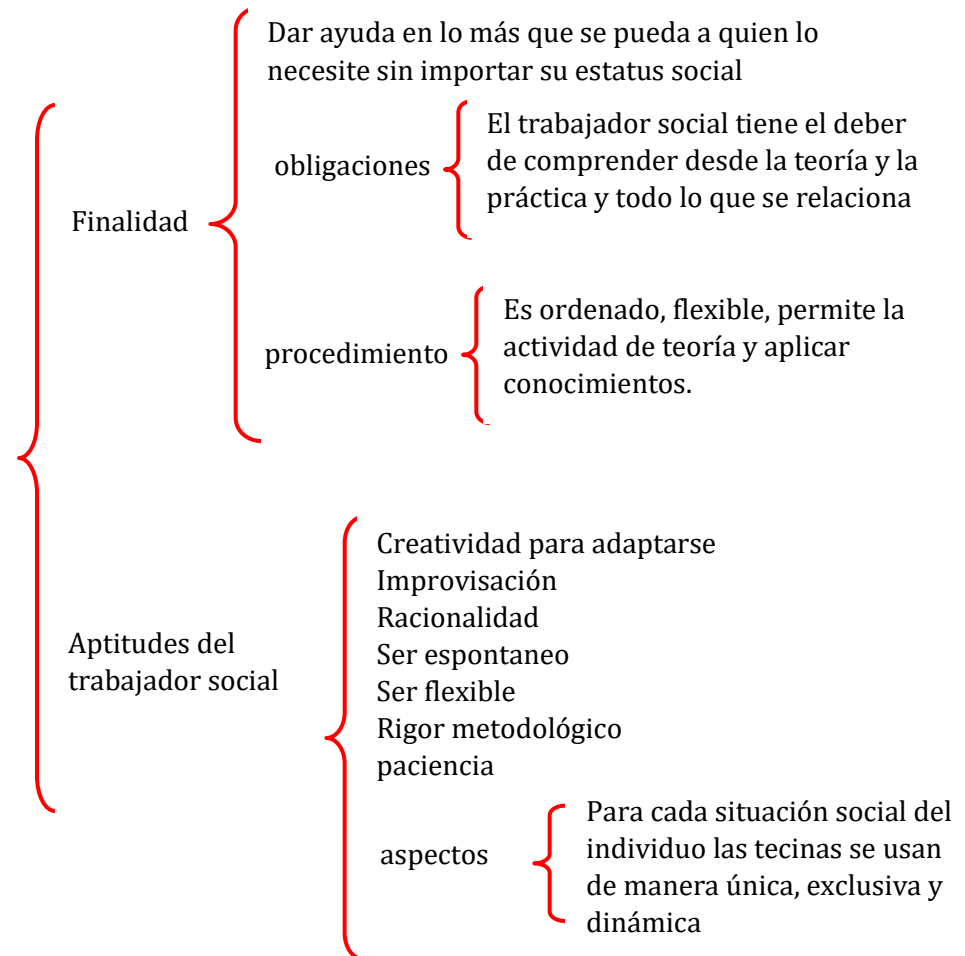 Dar ayuda en lo más que se pueda a quien lo
necesite sin importar su estatus social
Finalidad
obligaciones
El trabajador social tiene el deber
de comprender desde la teoría y la
práctica y todo lo que se relaciona
procedimiento
Es ordenado, flexible, permite la
actividad de teoría y aplicar
conocimientos.
Aptitudes del
trabajador social
Creatividad para adaptarse
Improvisación
Racionalidad
Ser espontaneo
Ser flexible
Rigor metodológico
paciencia
aspectos
Para cada situación social del
individuo las tecinas se usan
de manera única, exclusiva y
dinámica